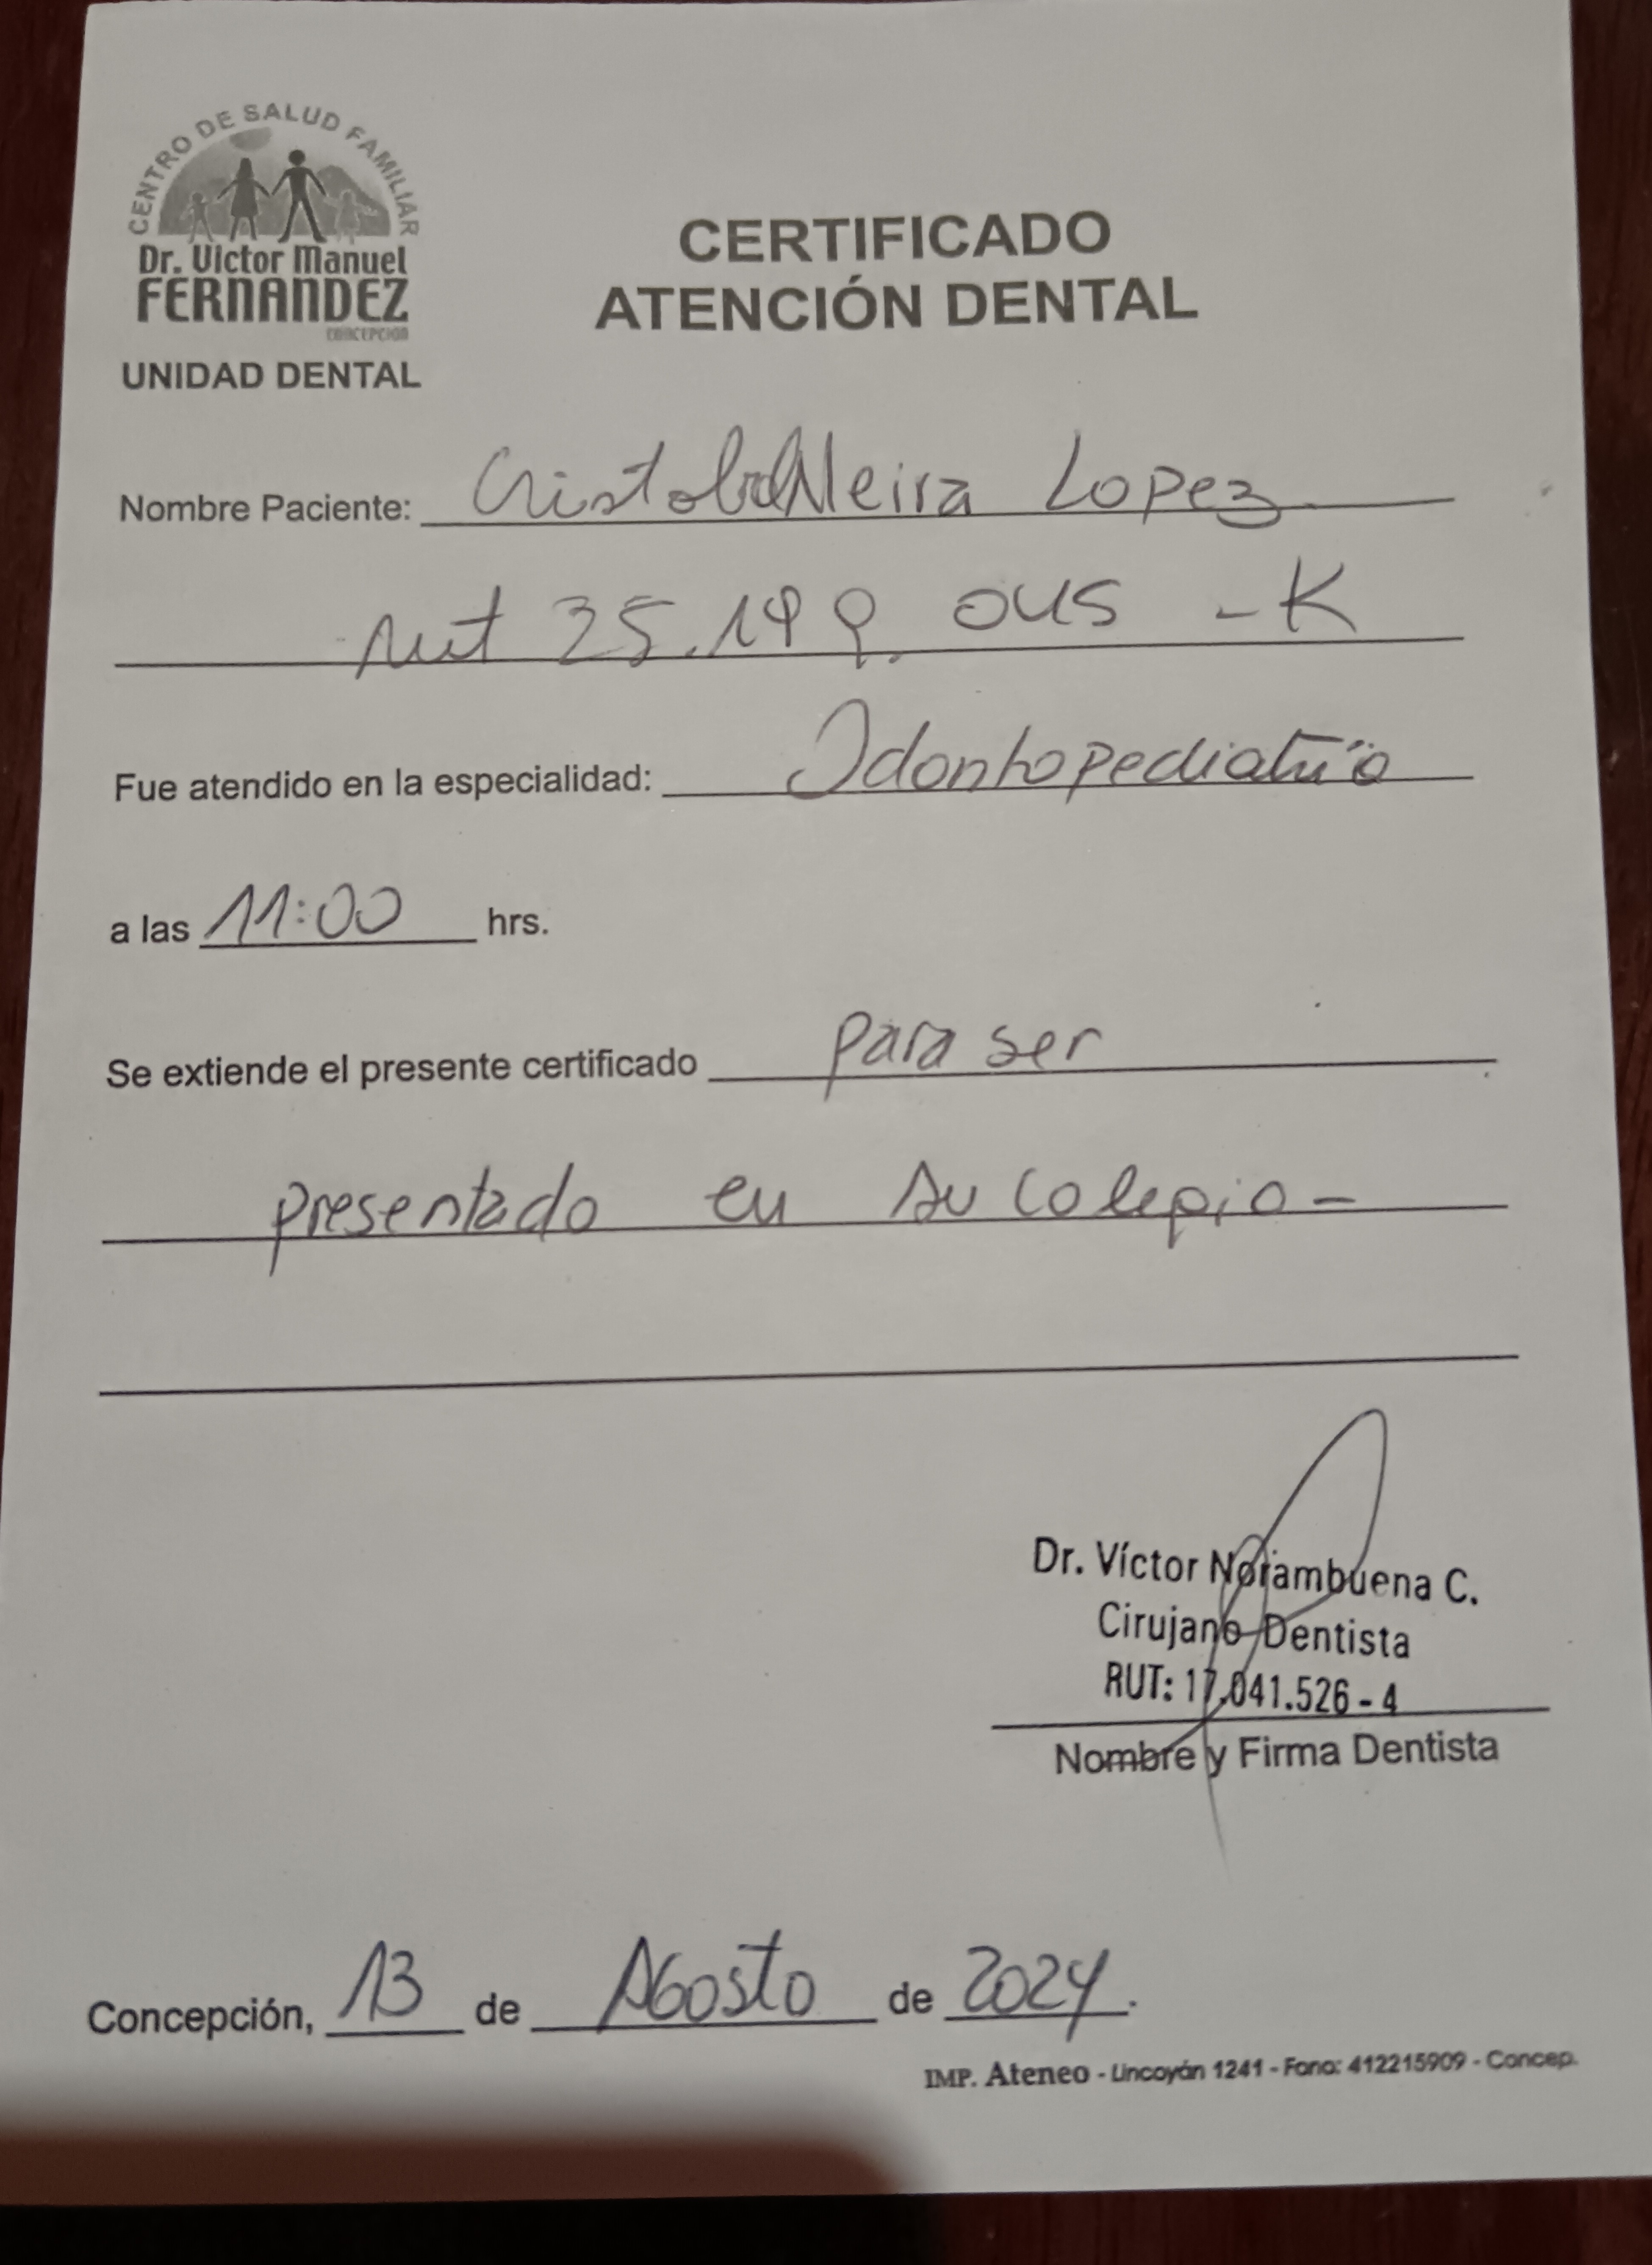 CENTRO DE SALUD FAMILIAR
Dr. Victor Manuel
FERNANDEZ
CONCEPCION
UNIDAD DENTAL
CERTIFICADO
ATENCIÓN DENTAL
Nombre Paciente: Cristobal Neira Lopez
Rut 25.199.045-K
Fue atendido en la especialidad: Odontopediatría
a las 11:00 hrs.
Se extiende el presente certificado para ser
presentado en su colegio-
Dr. Víctor Norambuena C.
Cirujano Dentista
RUT: 17.041.526-4
Nombre y Firma Dentista
Concepción, 13 de Agosto de 2024.
IMP. Ateneo - Lincoyán 1241 - Fono: 412215909 - Concep.